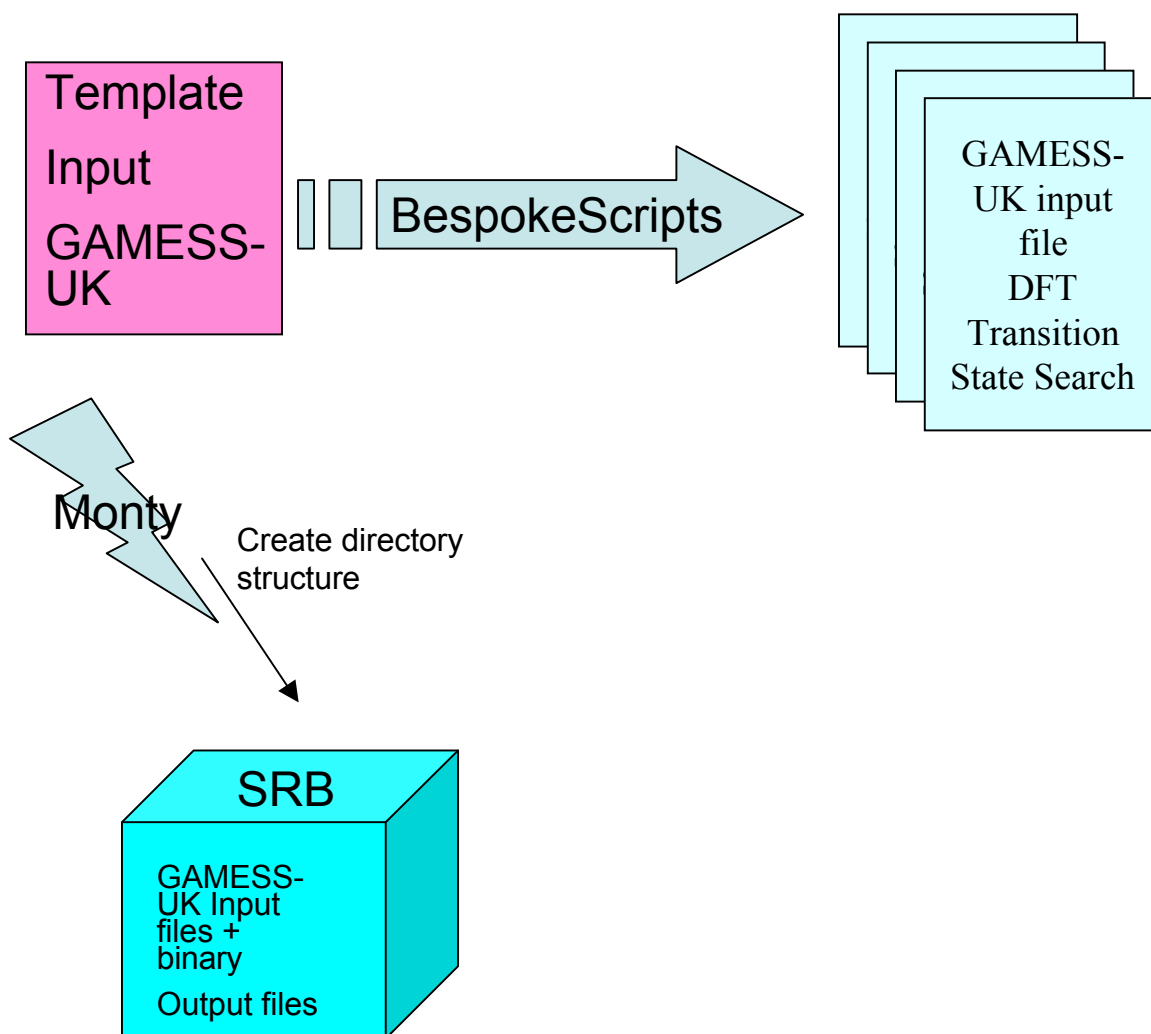 Template
Input
GAMESS-
UK
BespokeScripts
GAMESS-
UK input
file
DFT
Transition
State Search
Monty
Create directory
structure
SRB
GAMESS-
UK Input
files +
binary
Output files